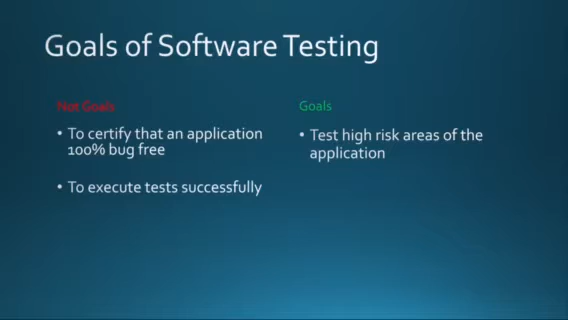 Goals of Software Testing
Not Goals
• To certify that an application
100% bug free
• To execute tests successfully
Goals
• Test high risk areas of the
application